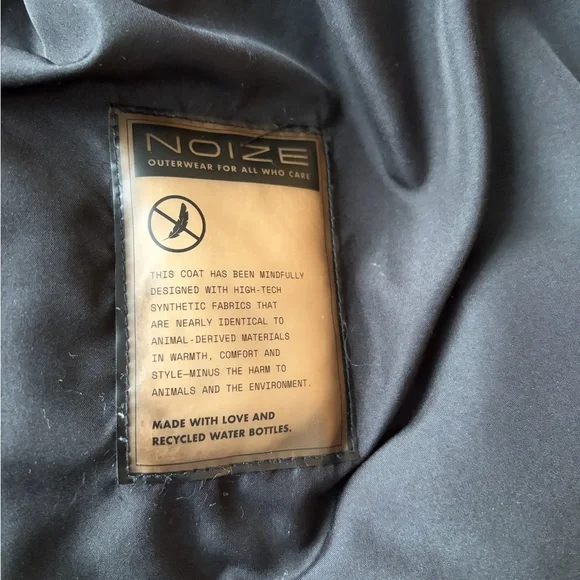 NOIZE
OUTERWEAR FOR ALL WHO CARE
THIS COAT HAS BEEN MINDFULLY
DESIGNED WITH HIGH-TECH
SYNTHETIC FABRICS THAT
ARE NEARLY IDENTICAL TO
ANIMAL-DERIVED MATERIALS
IN WARMTH, COMFORT AND
STYLE—MINUS THE HARM TO
ANIMALS AND THE ENVIRONMENT.
MADE WITH LOVE AND
RECYCLED WATER BOTTLES.